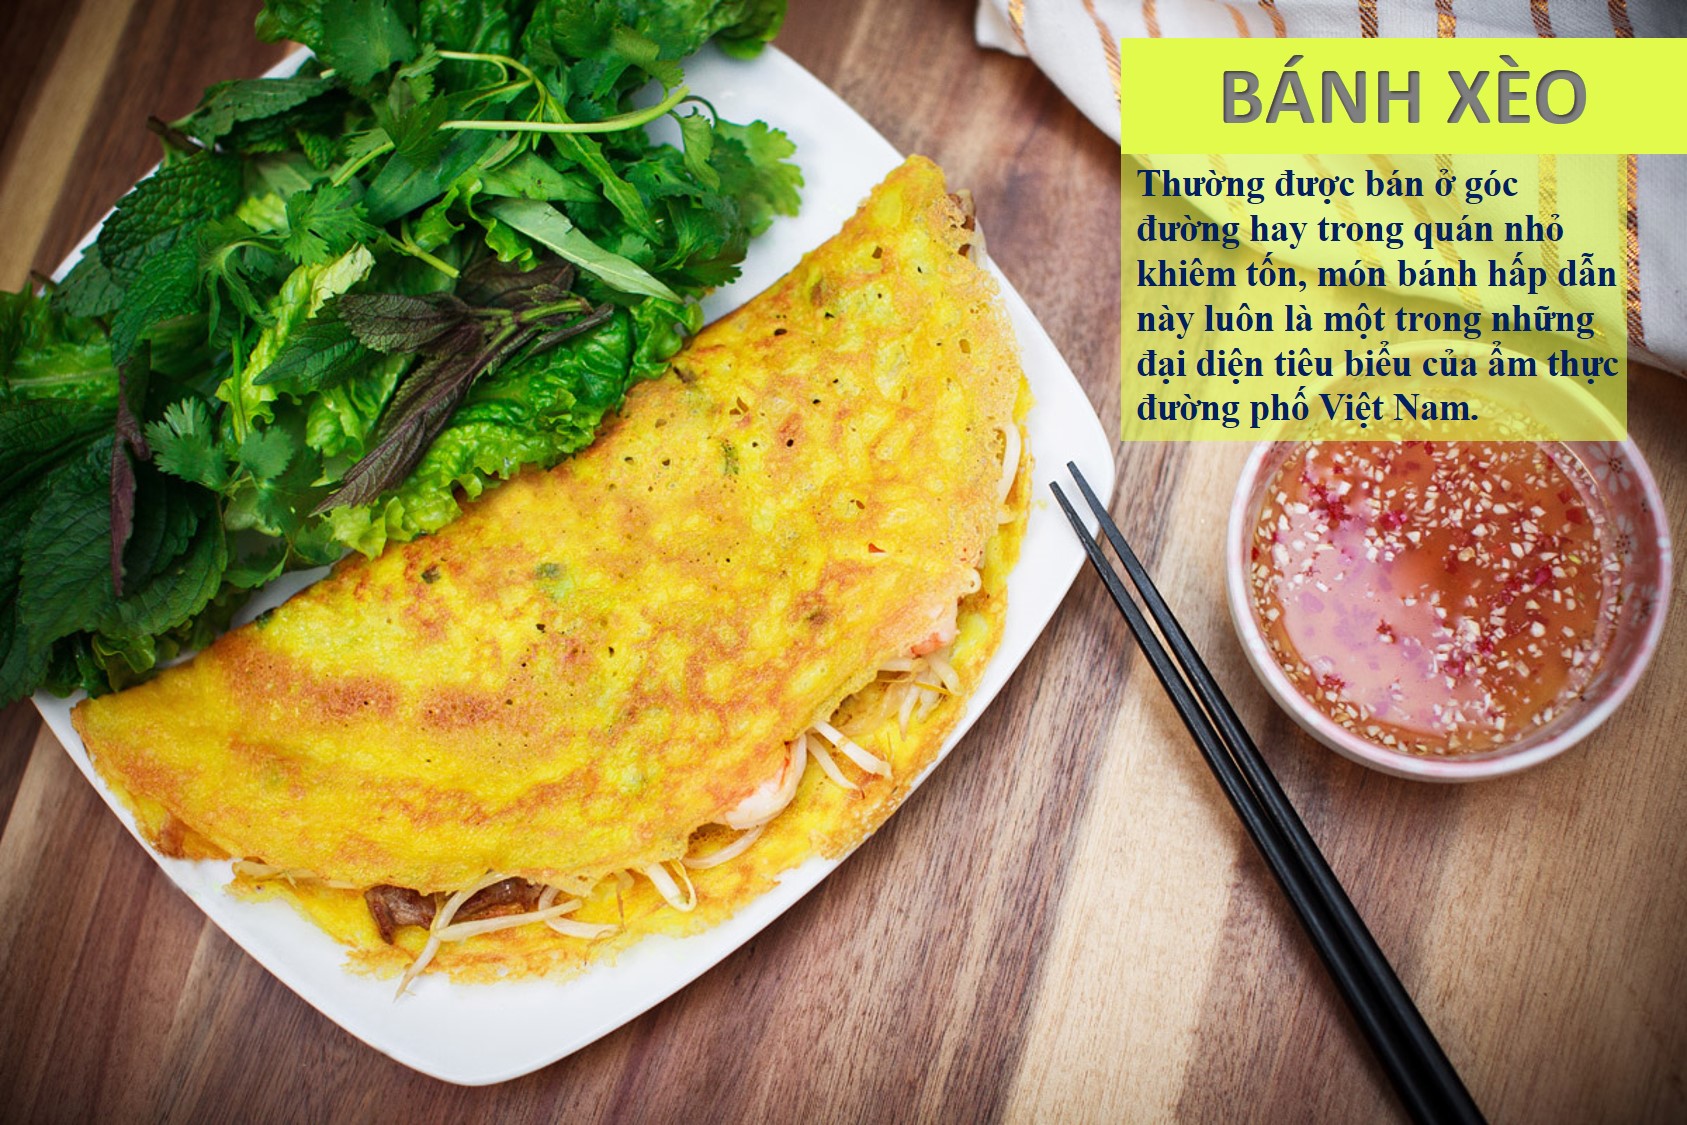 BÁNH XÈO
Thường được bán ở góc
đường hay trong quán nhỏ
khiêm tốn, món bánh hấp dẫn
này luôn là một trong những
đại diện tiêu biểu của ẩm thực
đường phố Việt Nam.